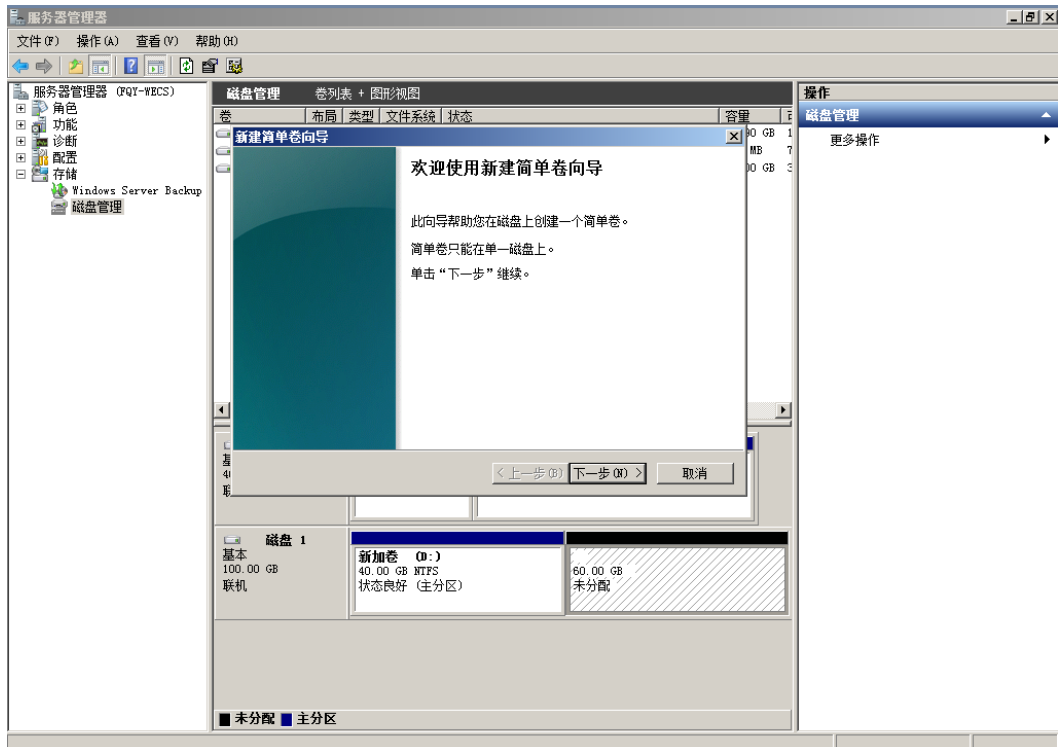 服务器管理器
文件(F) 操作(A) 查看(V) 帮助(H)
服务器管理器 (FQY-WECS)
角色
功能
诊断
配置
存储
Windows Server Backup
磁盘管理
磁盘管理 卷列表 + 图形视图
卷 布局 类型 文件系统 状态 容量
GB 1
MB 7
GB 3
新建简单卷向导
欢迎使用新建简单卷向导
此向导帮助您在磁盘上创建一个简单卷。
简单卷只能在单一磁盘上。
单击“下一步”继续。
< 上一步(B) 下一步(N) > 取消
磁盘 1
基本
100.00 GB
联机
新加卷 (D:)
40.00 GB NTFS
状态良好 (主分区)
60.00 GB
未分配
未分配 主分区
操作
磁盘管理
更多操作